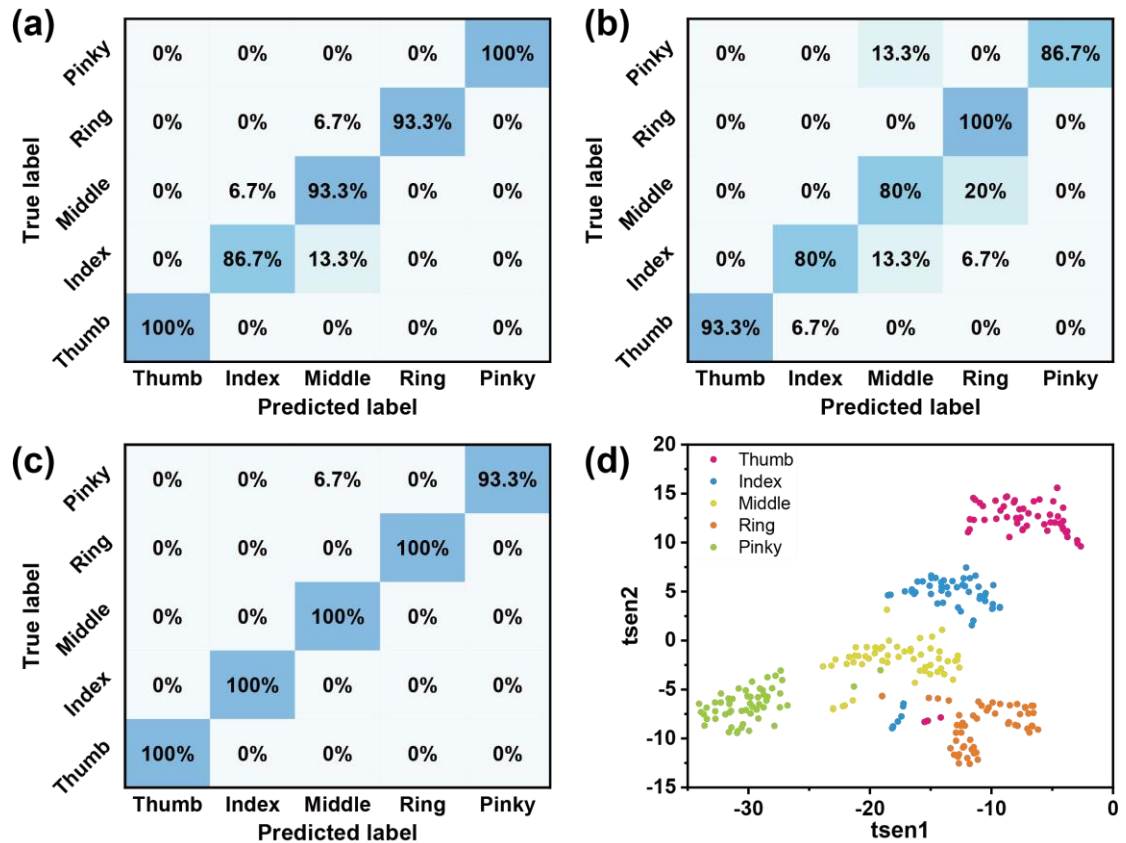 (a)
Pinky 0% 0% 0% 0% 100%
Ring 0% 0% 6.7% 93.3% 0%
Middle 0% 6.7% 93.3% 0% 0%
Index 0% 86.7% 13.3% 0% 0%
Thumb 100% 0% 0% 0% 0%
True label
Thumb Index Middle Ring Pinky
Predicted label
(b)
Pinky 0% 0% 13.3% 0% 86.7%
Ring 0% 0% 0% 100% 0%
Middle 0% 0% 80% 20% 0%
Index 0% 80% 13.3% 6.7% 0%
Thumb 93.3% 6.7% 0% 0% 0%
True label
Thumb Index Middle Ring Pinky
Predicted label
(c)
Pinky 0% 0% 6.7% 0% 93.3%
Ring 0% 0% 0% 100% 0%
Middle 0% 0% 100% 0% 0%
Index 0% 100% 0% 0% 0%
Thumb 100% 0% 0% 0% 0%
True label
Thumb Index Middle Ring Pinky
Predicted label
(d)
20
15
10
5
0
-5
-10
-15
tsen2
Thumb
Index
Middle
Ring
Pinky
-30 -20 -10 0
tsen1